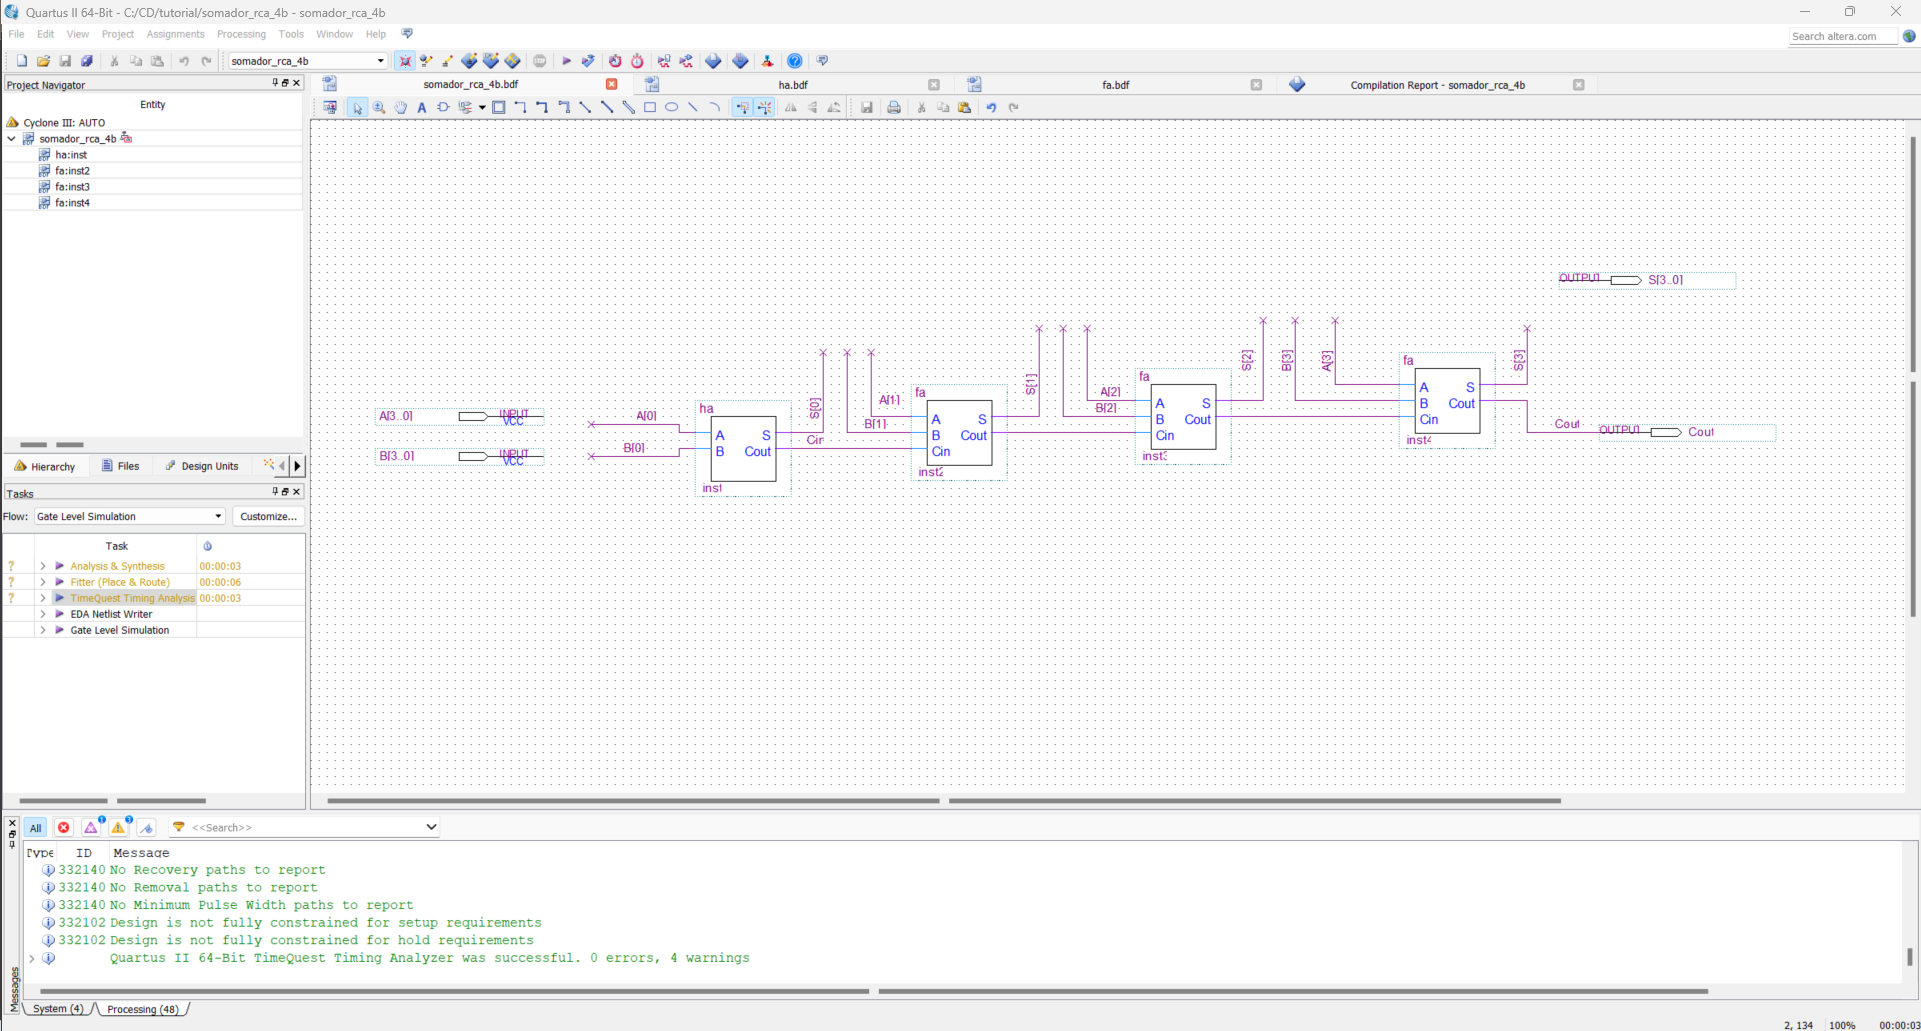 Quartus II 64-Bit - C:/CD/tutorial/somador_rca_4b - somador_rca_4b
File Edit View Project Assignments Processing Tools Window Help
Search altera.com
somador_rca_4b
Project Navigator
somador_rca_4b.bdf
ha.bdf
fa.bdf
Compilation Report - somador_rca_4b
Entity
Cyclone III: AUTO
somador_rca_4b
ha:inst
fa:inst2
fa:inst3
fa:inst4
Hierarchy Files Design Units
Tasks
Flow: Gate Level Simulation Customize...
Task
? Analysis & Synthesis 00:00:03
? Fitter (Place & Route) 00:00:06
? TimeQuest Timing Analysis 00:00:03
EDA Netlist Writer
Gate Level Simulation
OUTPUT S[3..0]
A[3..0] INPUT
VCC
B[3..0] INPUT
VCC
A[0]
B[0]
ha
A S
B Cout
inst
S[0]
Cin
A[1]
B[1]
fa
A S
B Cout
Cin
inst2
S[1]
A[2]
B[2]
fa
A S
B Cout
Cin
inst3
S[2]
B[3]
A[3]
fa
A S
B Cout
Cin
inst4
S[3]
Cout
OUTPUT Cout
All 1 3 <<Search>>
Type ID Message
332140 No Recovery paths to report
332140 No Removal paths to report
332140 No Minimum Pulse Width paths to report
332102 Design is not fully constrained for setup requirements
332102 Design is not fully constrained for hold requirements
Quartus II 64-Bit TimeQuest Timing Analyzer was successful. 0 errors, 4 warnings
Messages
System (4) Processing (48)
2, 134 100% 00:00:03